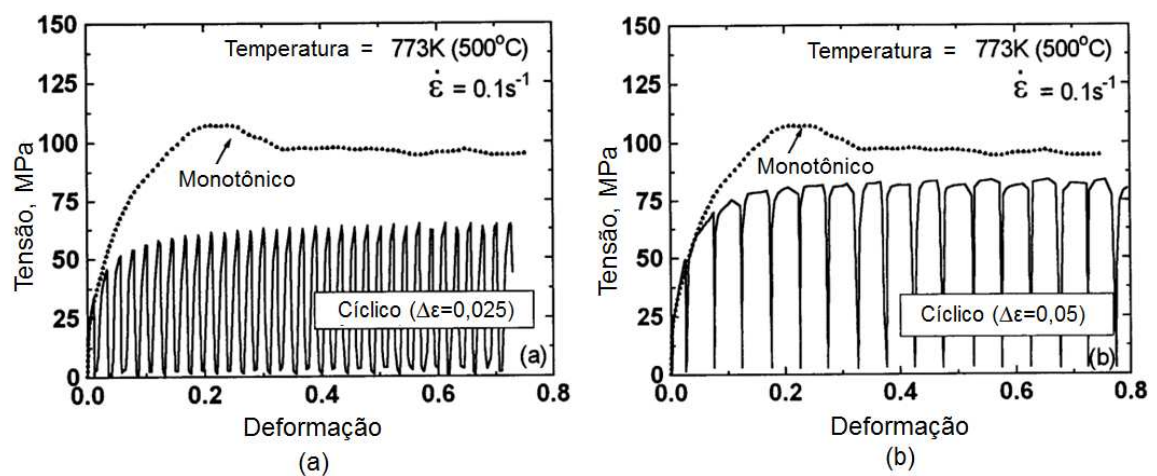 150
125
100
75
50
25
0
Tensão, MPa
Temperatura = 773K (500°C)
ε̇ = 0.1s⁻¹
Monotônico
Cíclico (Δε=0,025)
(a)
0.0 0.2 0.4 0.6 0.8
Deformação
(a)
150
125
100
75
50
25
0
Tensão, MPa
Temperatura = 773K (500°C)
ε̇ = 0.1s⁻¹
Monotônico
Cíclico (Δε=0,05)
(b)
0.0 0.2 0.4 0.6 0.8
Deformação
(b)